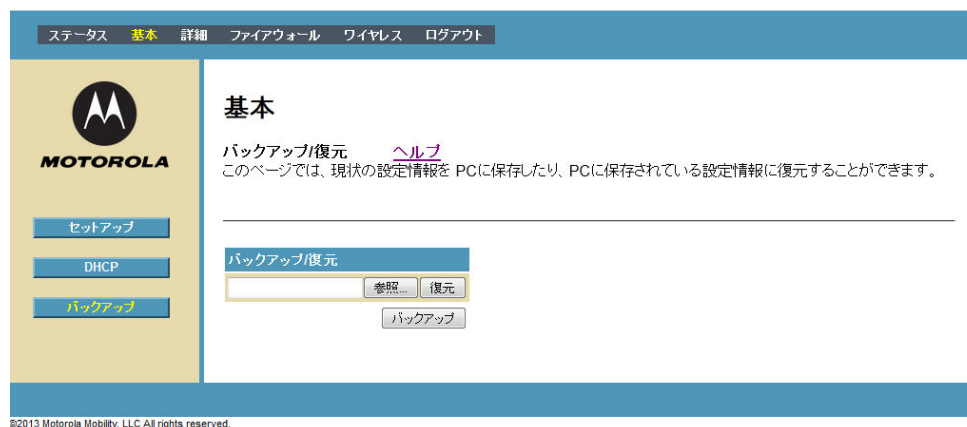 ステータス 基本 詳細 ファイアウォール ワイヤレス ログアウト
MOTOROLA
セットアップ
DHCP
バックアップ
基本
バックアップ/復元 ヘルプ
このページでは、現状の設定情報を PCに保存したり、PCに保存されている設定情報に復元することができます。
バックアップ/復元
参照... 復元
バックアップ
©2013 Motorola Mobility, LLC All rights reserved.